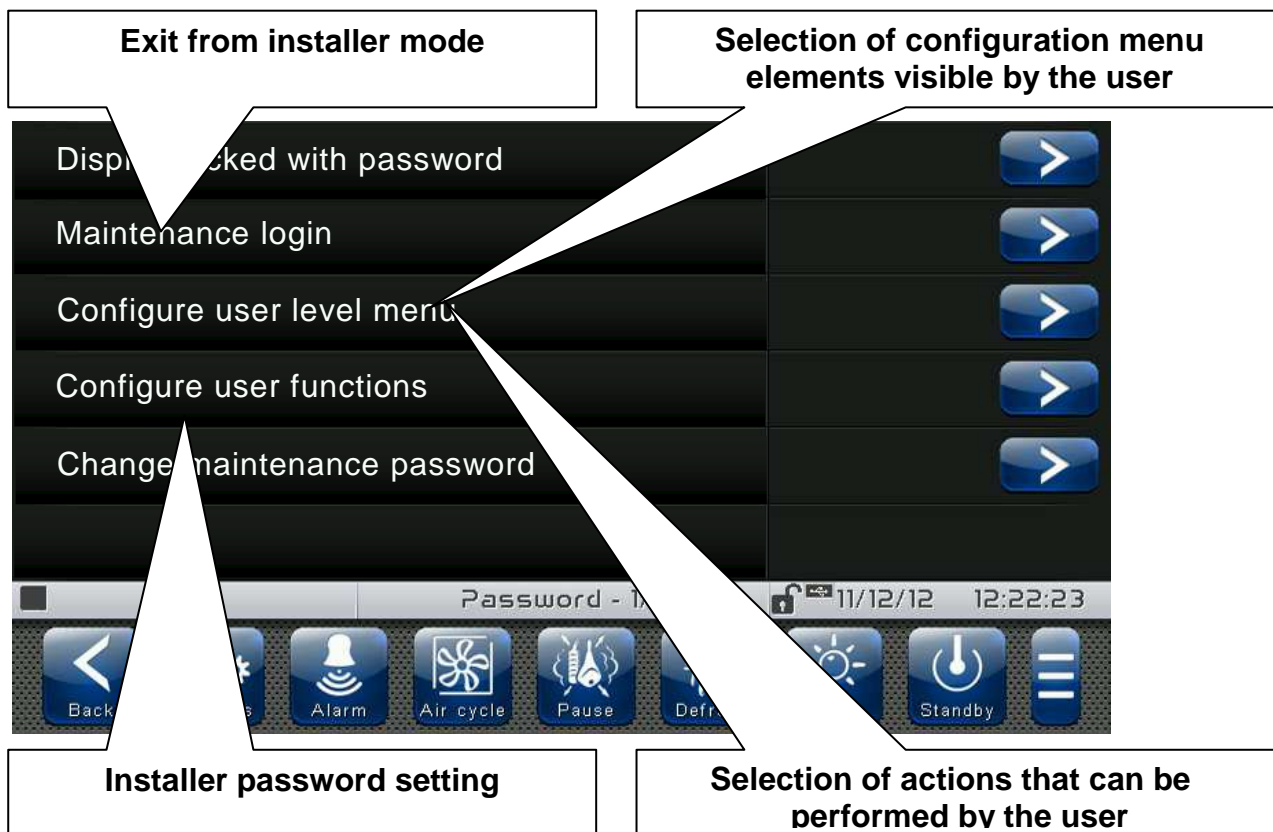 Exit from installer mode
Selection of configuration menu
elements visible by the user
with password
Maintenance login
Configure user level menu
Configure user functions
Change maintenance password
Password - 11/12/12 12:22:23
Back
Alarm
Air cycle
Pause
Standby
Installer password setting
Selection of actions that can be
performed by the user